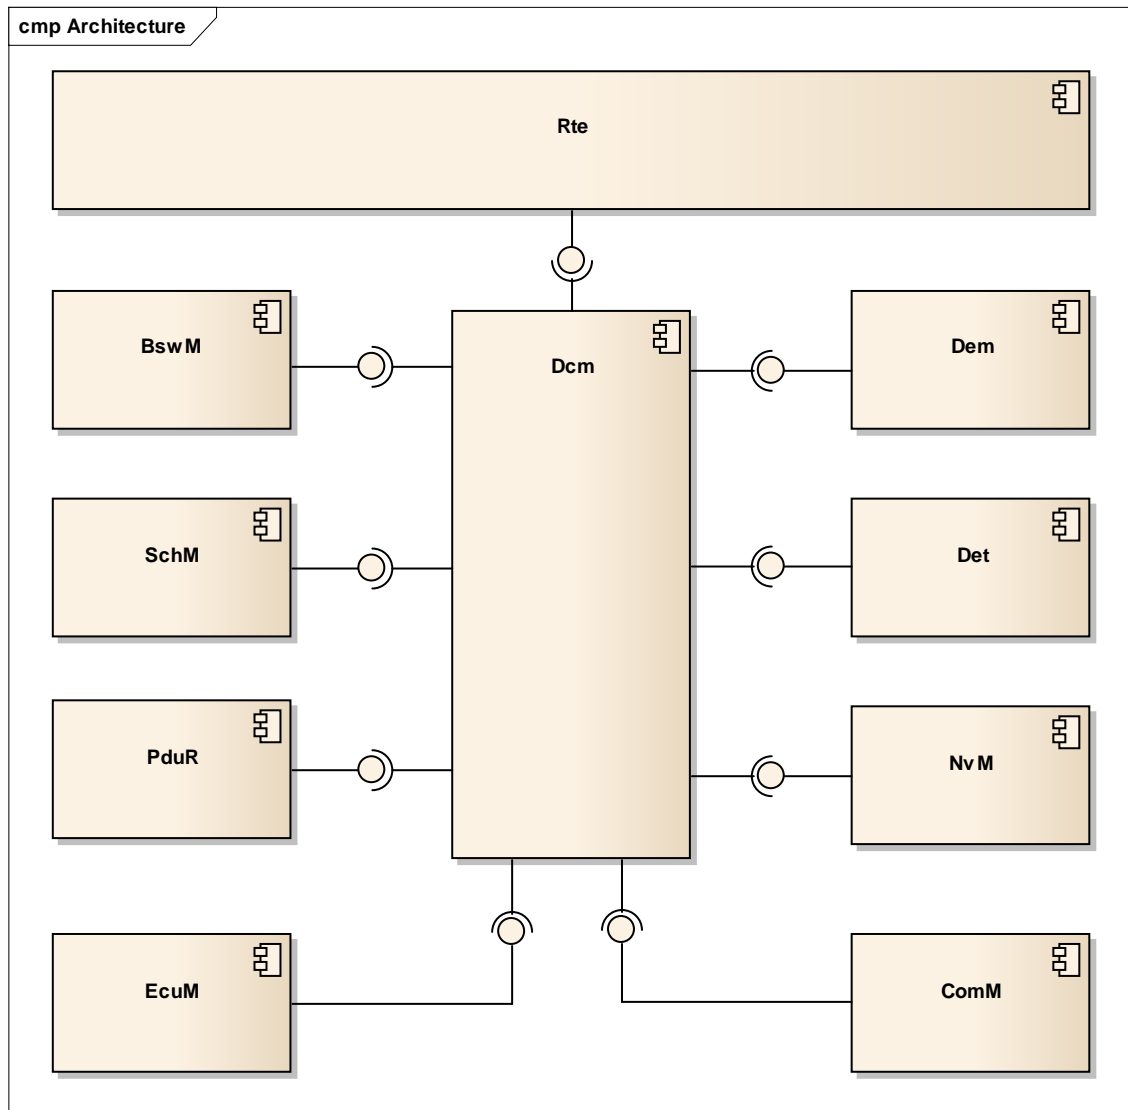 cmp Architecture
Rte
BswM
Dcm
Dem
SchM
Det
PduR
NvM
EcuM
ComM